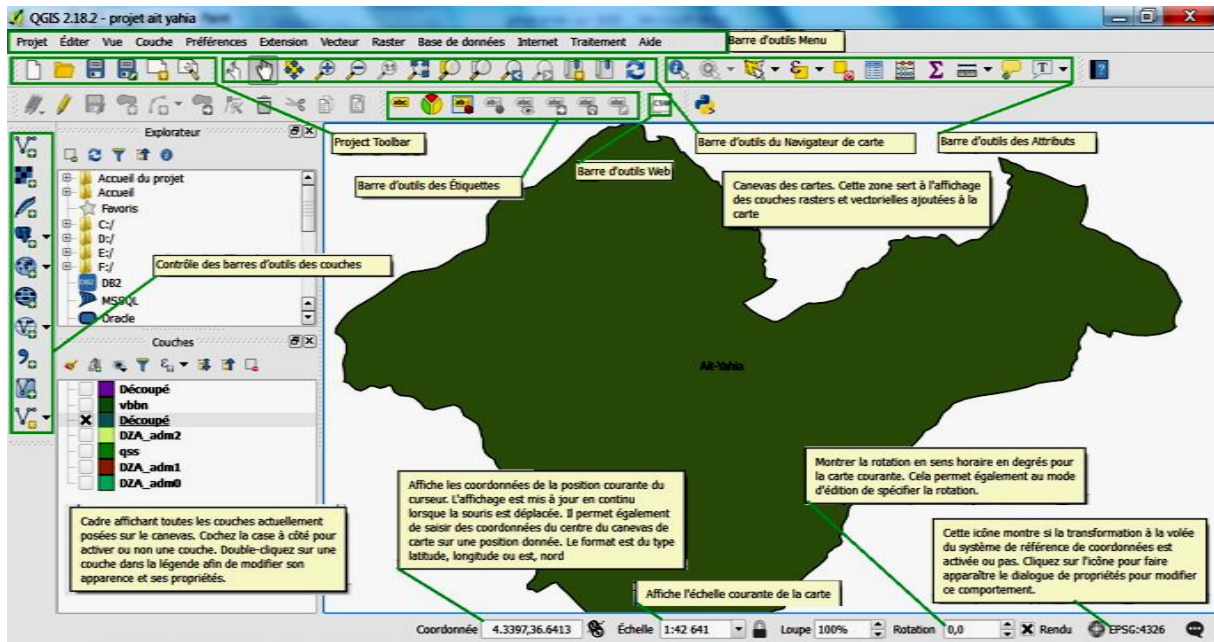 QGIS 2.18.2 - projet ait yahia
Projet Éditer Vue Couche Préférences Extension Vecteur Raster Base de données Internet Traitement Aide
Barre d'outils Menu
CSW
Explorateur
Project Toolbar
Barre d'outils du Navigateur de carte
Barre d'outils des Attributs
Barre d'outils Web
Barre d'outils des Étiquettes
Accueil du projet
Accueil
Favoris
C:/
D:/
E:/
F:/
DB2
MSSQL
Oracle
Canevas des cartes. Cette zone sert à l'affichage
des couches rasters et vectorielles ajoutées à la
carte
Contrôle des barres d'outils des couches
Couches
Découpé
vbbn
Découpé
DZA_adm2
qss
DZA_adm1
DZA_adm0
Ait-Yahia
Cadre affichant toutes les couches actuellement
posées sur le canevas. Cochez la case à côté pour
activer ou non une couche. Double-cliquez sur une
couche dans la légende afin de modifier son
apparence et ses propriétés.
Affiche les coordonnées de la position courante du
curseur. L'affichage est mis à jour en continu
lorsque la souris est déplacée. Il permet également
de saisir des coordonnées du centre du canevas de
carte sur une position donnée. Le format est du type
latitude, longitude ou est, nord
Montrer la rotation en sens horaire en degrés pour
la carte courante. Cela permet également au mode
d'édition de spécifier la rotation.
Cette icône montre si la transformation à la volée
du système de référence de coordonnées est
activée ou pas. Cliquez sur l'icône pour faire
apparaître le dialogue de propriétés pour modifier
ce comportement.
Affiche l'échelle courante de la carte
Coordonnée 4.3397,36.6413 Échelle 1:42 641 Loupe 100% Rotation 0,0 Rendu EPSG:4326